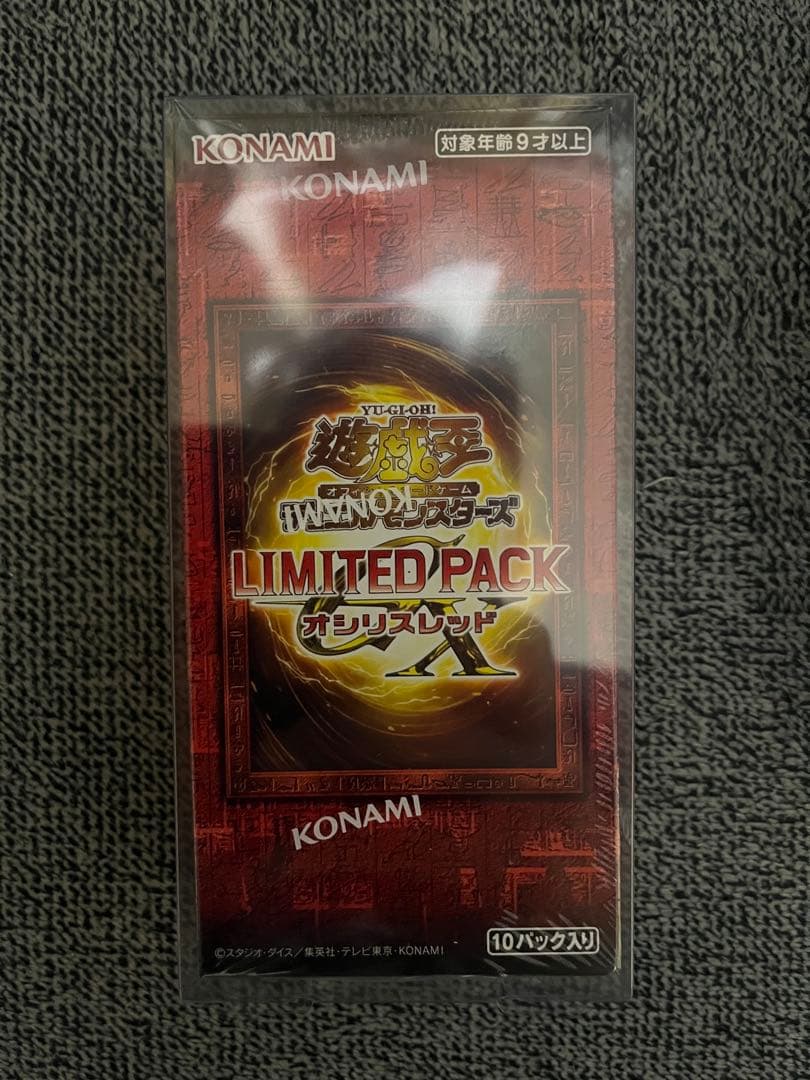 KONAMI
対象年齢9才以上
KONAMI
YU-GI-OH!
遊戯王
オフィシャルカードゲーム
KONAMI
デュエルモンスターズ
LIMITED PACK
GX
オシリスレッド
KONAMI
10パック入り
©スタジオ・ダイス/集英社・テレビ東京・KONAMI